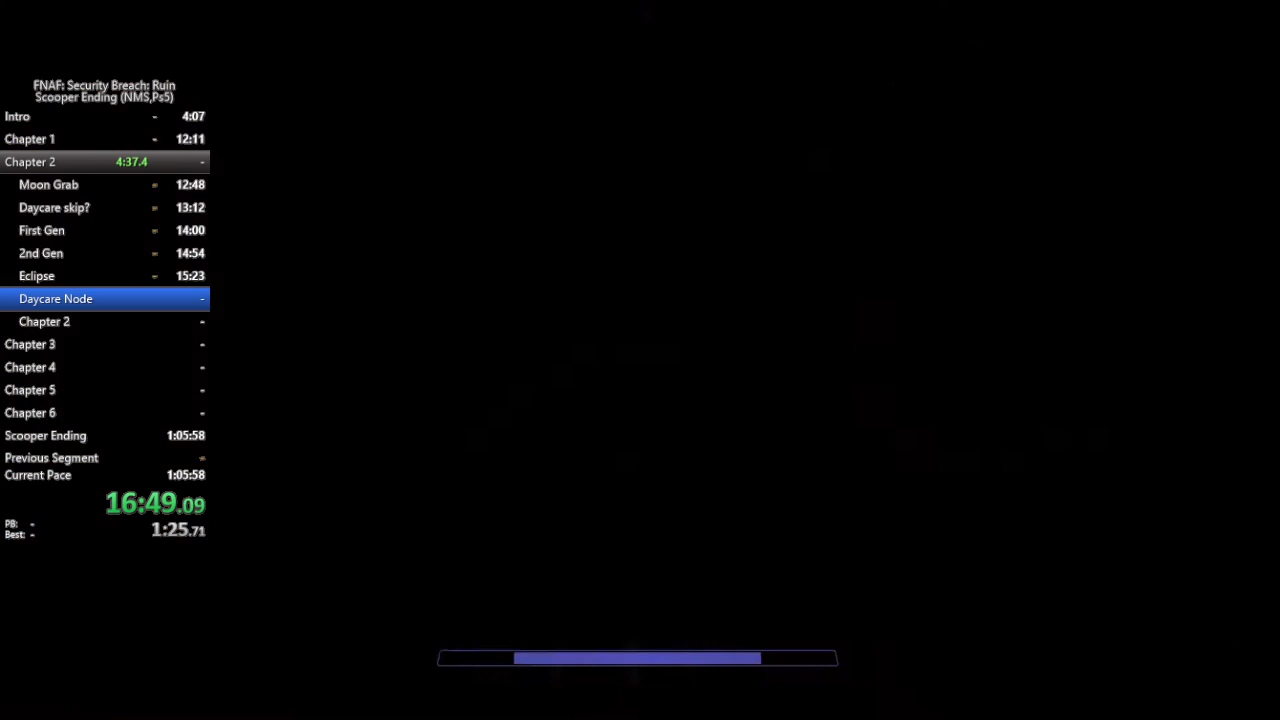 FNAF: Security Breach: Ruin
Scooper Ending (NMS,Ps5)
Intro - 4:07
Chapter 1 - 12:11
Chapter 2 4:37.4 -
Moon Grab - 12:48
Daycare skip? - 13:12
First Gen - 14:00
2nd Gen - 14:54
Eclipse - 15:23
Daycare Node -
Chapter 2 -
Chapter 3 -
Chapter 4 -
Chapter 5 -
Chapter 6 -
Scooper Ending 1:05:58
Previous Segment -
Current Pace 1:05:58
16:49.09
PB: - 1:25.71
Best: -